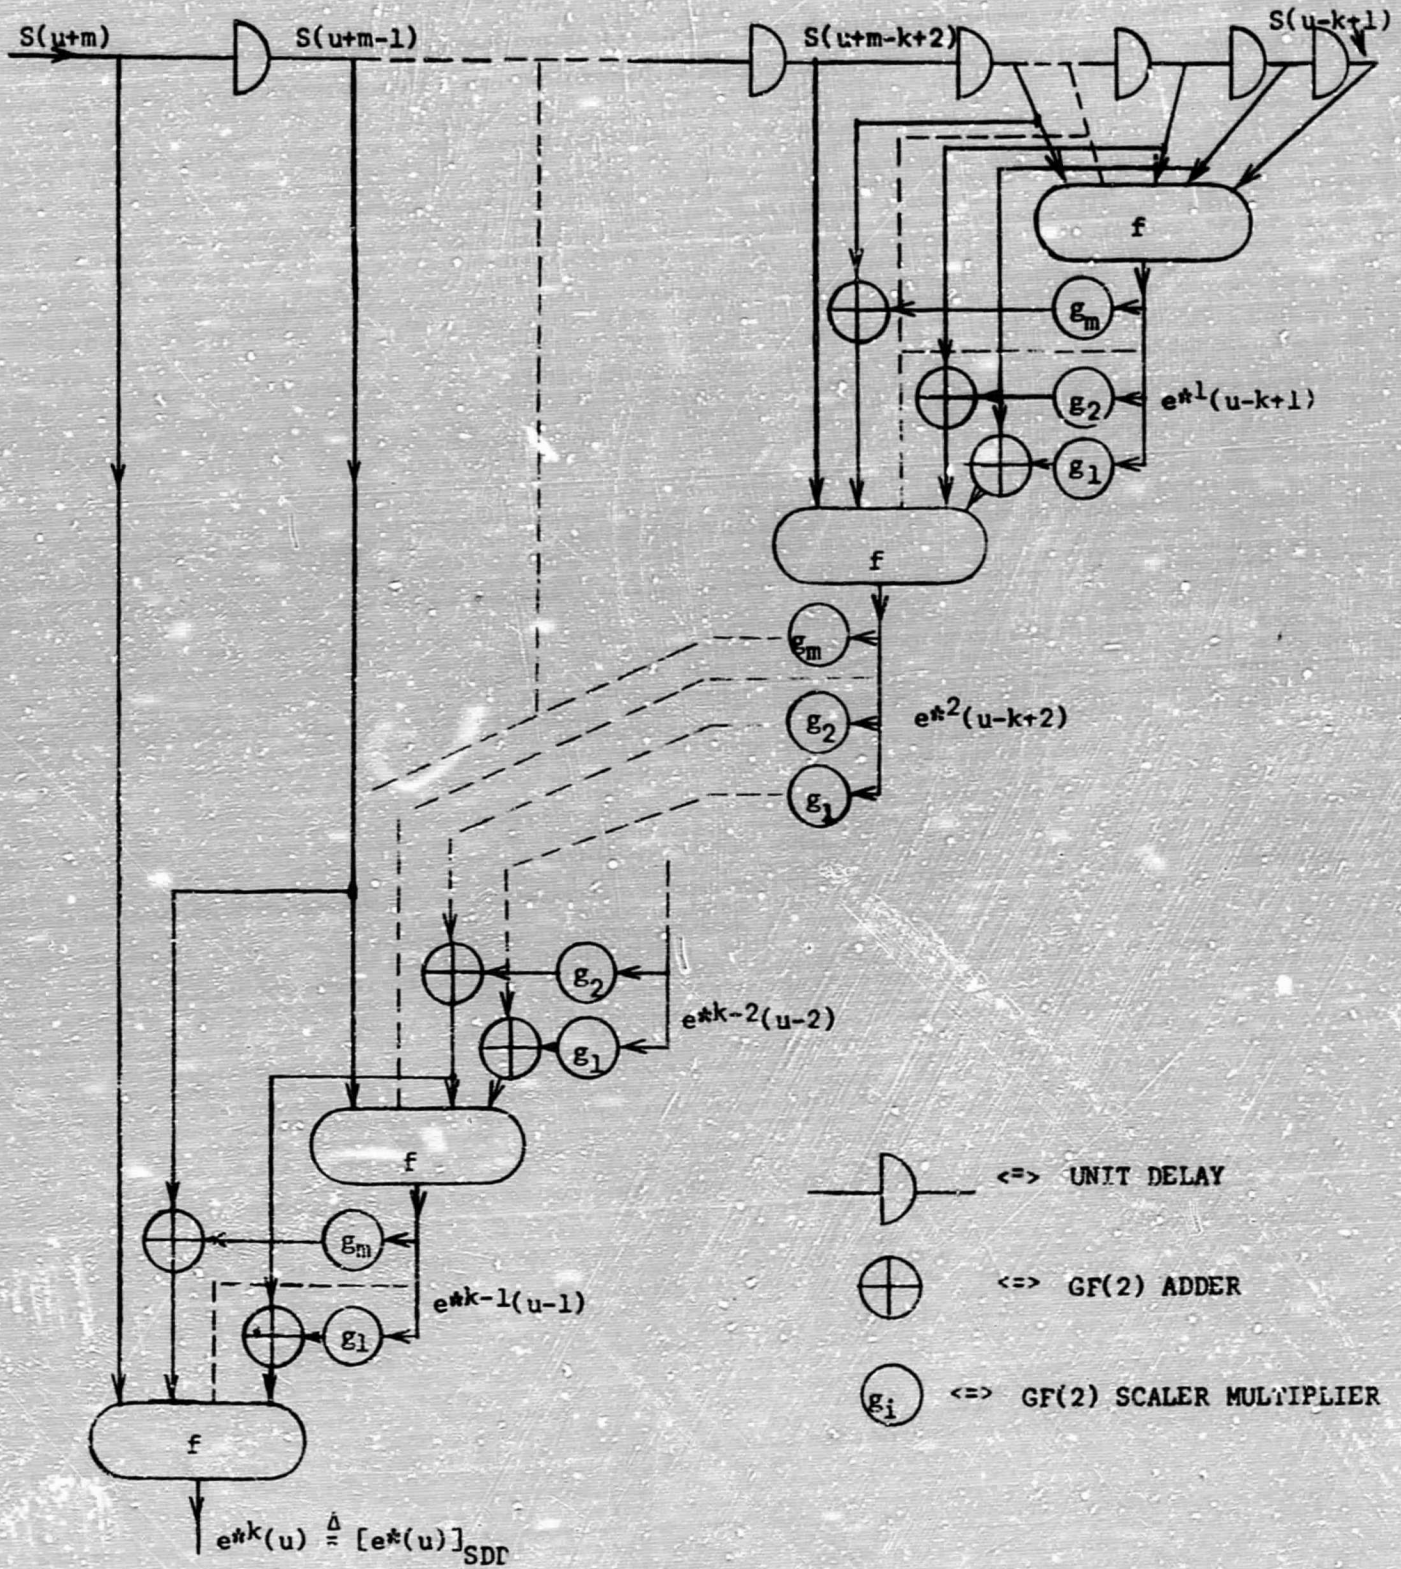 S(u+m)
S(u+m-1)
S(u+m-k+2)
S(u-k+1)
f
g_m
g_2
e*^1(u-k+1)
g_1
f
g_m
g_2
e*^2(u-k+2)
g_1
g_2
e*^k-2(u-2)
g_1
f
<=> UNIT DELAY
g_m
e*^k-1(u-1)
<=> GF(2) ADDER
g_1
g_i
<=> GF(2) SCALER MULTIPLIER
f
e*^k(u) ≜ [e*(u)]_SDD